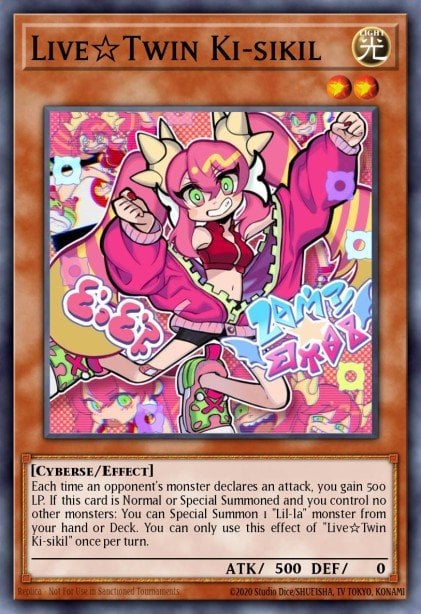 Live☆Twin Ki-sikil
LIGHT
光
[Cyberse/Effect]
Each time an opponent's monster declares an attack, you gain 500
LP. If this card is Normal or Special Summoned and you control no
other monsters: You can Special Summon 1 "Lil-la" monster from
your hand or Deck. You can only use this effect of "Live☆Twin
Ki-sikil" once per turn.
ATK/ 500 DEF/ 0
Replica - Not For Use in Sanctioned Tournaments
©2020 Studio Dice/SHUEISHA, TV TOKYO, KONAMI